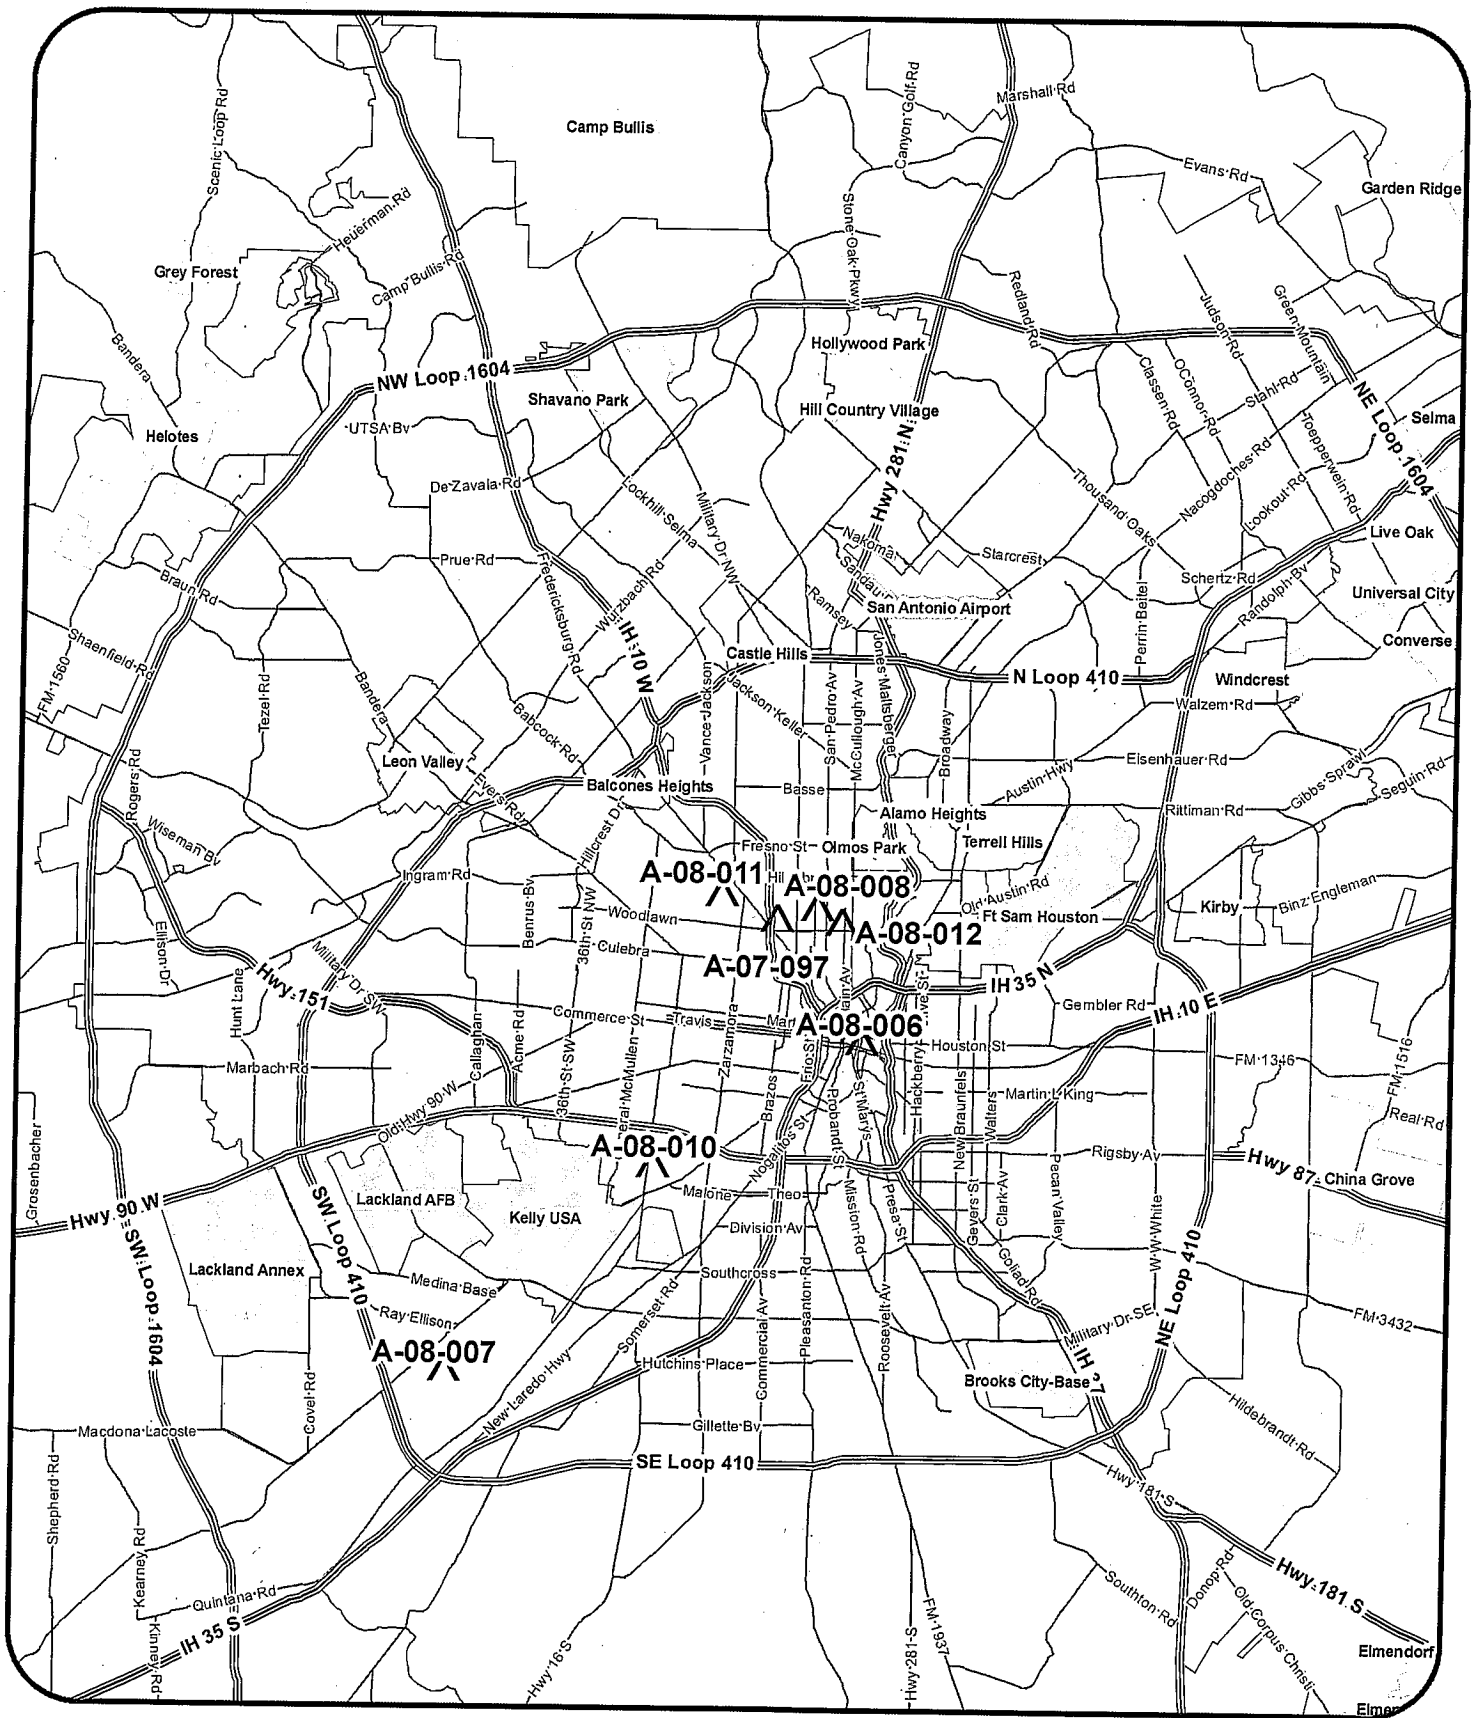 Marshall Rd
Scenic Loop Rd
Canyon Golf Rd
Camp Bullis
Evans Rd
Garden Ridge
Heuerman Rd
Stone Oak Pkwy
Grey Forest
Camp Bullis Rd
Redland Rd
Judson Rd
Green Mountain
Bandera
Hollywood Park
NW Loop 1604
Classen Rd
OConnor Rd
Stahl Rd
NE Loop 1604
Shavano Park
Hill Country Village
Selma
UTSA Bv
Helotes
Hwy 281 N
Toepperwein Rd
Nacogdoches Rd
De Zavala Rd
Lockhill Selma
Military Dr NW
Thousand Oaks
Lookout Rd
Live Oak
Nakoma
Starcrest
Prue Rd
Sandau
Braun Rd
Fredericksburg Rd
Wurzbach Rd
Schertz Rd
Randolph Bv
Universal City
Ramsey
San Antonio Airport
Perrin Beitel
Shaenfield Rd
IH 10 W
Castle Hills
Jones Maltsberger
Converse
FM 1560
N Loop 410
Windcrest
Tezel Rd
Bandera
Vance Jackson
Jackson Keller
San Pedro Av
McCullough Av
Broadway
Walzem Rd
Babcock Rd
Rogers Rd
Leon Valley
Eisenhauer Rd
Austin Hwy
Gibbs Sprawl
Seguin Rd
Evers Rd
Balcones Heights
Basse
Rittiman Rd
Alamo Heights
Wiseman Bv
Hillcrest Dr
Fresno St
Olmos Park
Terrell Hills
Ingram Rd
A-08-011
Hil
A-08-008
Old Austin Rd
Benrus Bv
36th St NW
Woodlawn
Ft Sam Houston
Kirby
Binz Engleman
A-08-012
Ellison Dr
Culebra
Military Dr SW
A-07-097
Hwy 151
IH 35 N
Hunt Lane
Gembler Rd
IH 10 E
Callaghan
Acme Rd
Commerce St
Travis
Zarzamora
A-08-006
Houston St
FM 1346
FM 1516
Marbach Rd
36th St SW
Frio St
Hackberry
Old Hwy 90 W
Brazos
Probandt St
St Marys
New Braunfels
Walters
Martin L King
Real Rd
Grosenbacher
A-08-010
Nogalitos St
Rigsby Av
Hwy 87
China Grove
Lackland AFB
Malone
Theo
Mission Rd
Presa St
Gevers St
Clark Av
Pecan Valley
W W White
Hwy 90 W
Kelly USA
Division Av
SW Loop 1604
SW Loop 410
Lackland Annex
Medina Base
Southcross
Goliad Rd
NE Loop 410
Ray Ellison
Somerset Rd
Commercial Av
Pleasanton Rd
Roosevelt Av
Military Dr SE
FM 3432
A-08-007
New Laredo Hwy
Hutchins Place
Brooks City-Base
Covel Rd
Macdona Lacoste
Gillette Bv
Hildebrandt Rd
SE Loop 410
Shepherd Rd
Hwy 181 S
Kearney Rd
Quintana Rd
Southton Rd
Donop Rd
Hwy 181 S
Old Corpus Christi
IH 35 S
Kinney Rd
Hwy 16 S
Hwy 281 S
FM 1937
Elmendorf